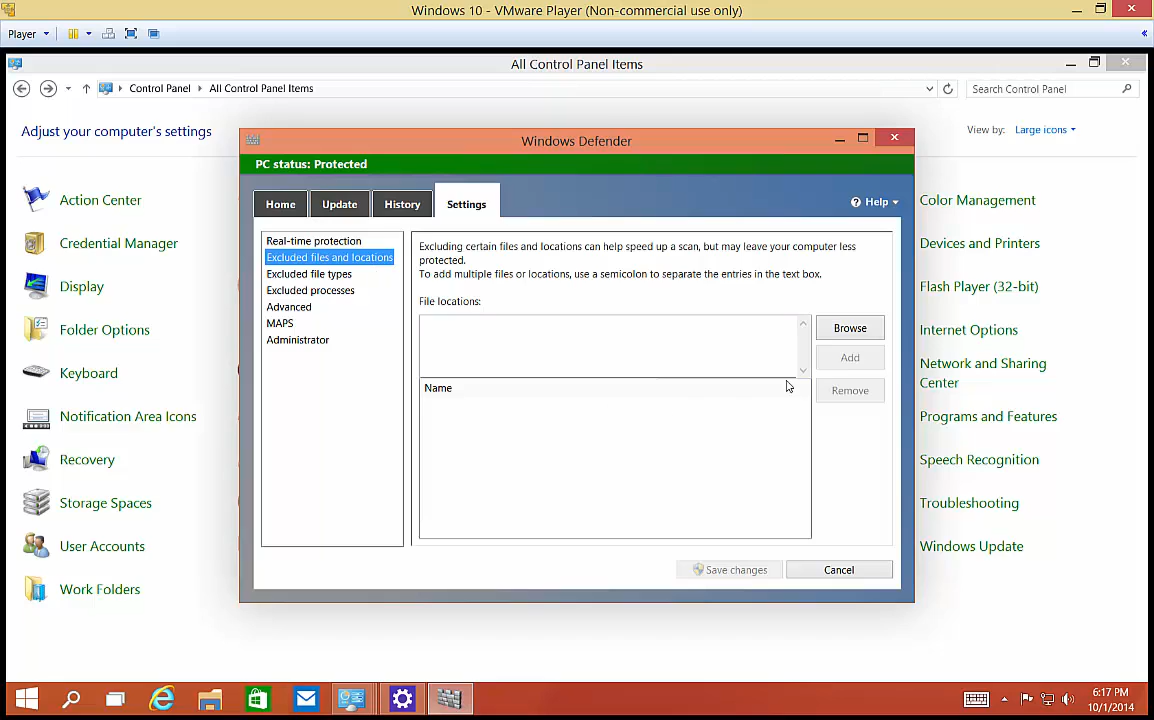 Windows 10 - VMware Player (Non-commercial use only)
Player
All Control Panel Items
Control Panel
All Control Panel Items
Search Control Panel
Adjust your computer's settings
View by:
Large icons
Action Center
Credential Manager
Display
Folder Options
Keyboard
Notification Area Icons
Recovery
Storage Spaces
User Accounts
Work Folders
Windows Defender
PC status: Protected
Home
Update
History
Settings
Help
Real-time protection
Excluded files and locations
Excluded file types
Excluded processes
Advanced
MAPS
Administrator
Excluding certain files and locations can help speed up a scan, but may leave your computer less
protected.
To add multiple files or locations, use a semicolon to separate the entries in the text box.
File locations:
Browse
Add
Name
Remove
Save changes
Cancel
Color Management
Devices and Printers
Flash Player (32-bit)
Internet Options
Network and Sharing
Center
Programs and Features
Speech Recognition
Troubleshooting
Windows Update
6:17 PM
10/1/2014